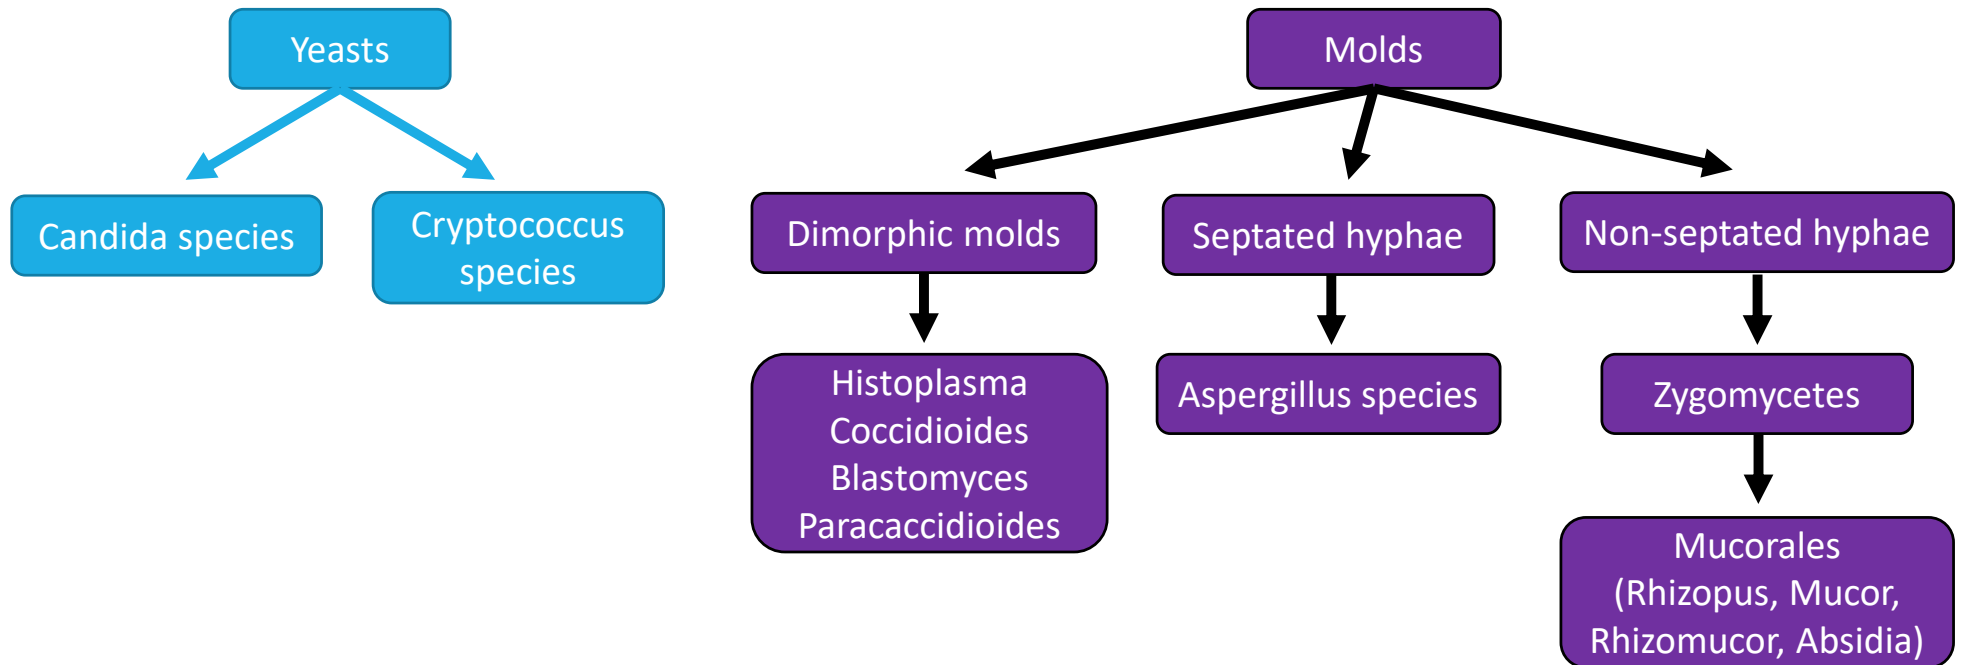 Yeasts
Molds
Candida species
Cryptococcus
species
Dimorphic molds
Septated hyphae
Non-septated hyphae
Histoplasma
Coccidioides
Blastomyces
Paracaccidioides
Aspergillus species
Zygomycetes
Mucorales
(Rhizopus, Mucor,
Rhizomucor, Absidia)